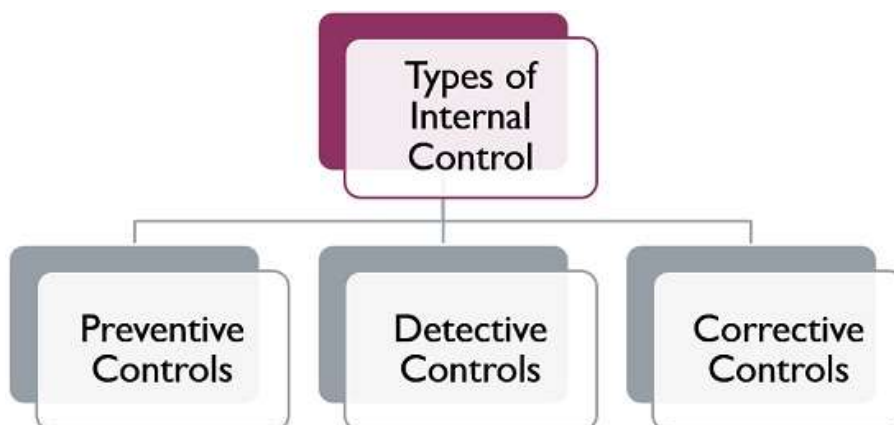 Types of
Internal
Control
Preventive
Controls
Detective
Controls
Corrective
Controls